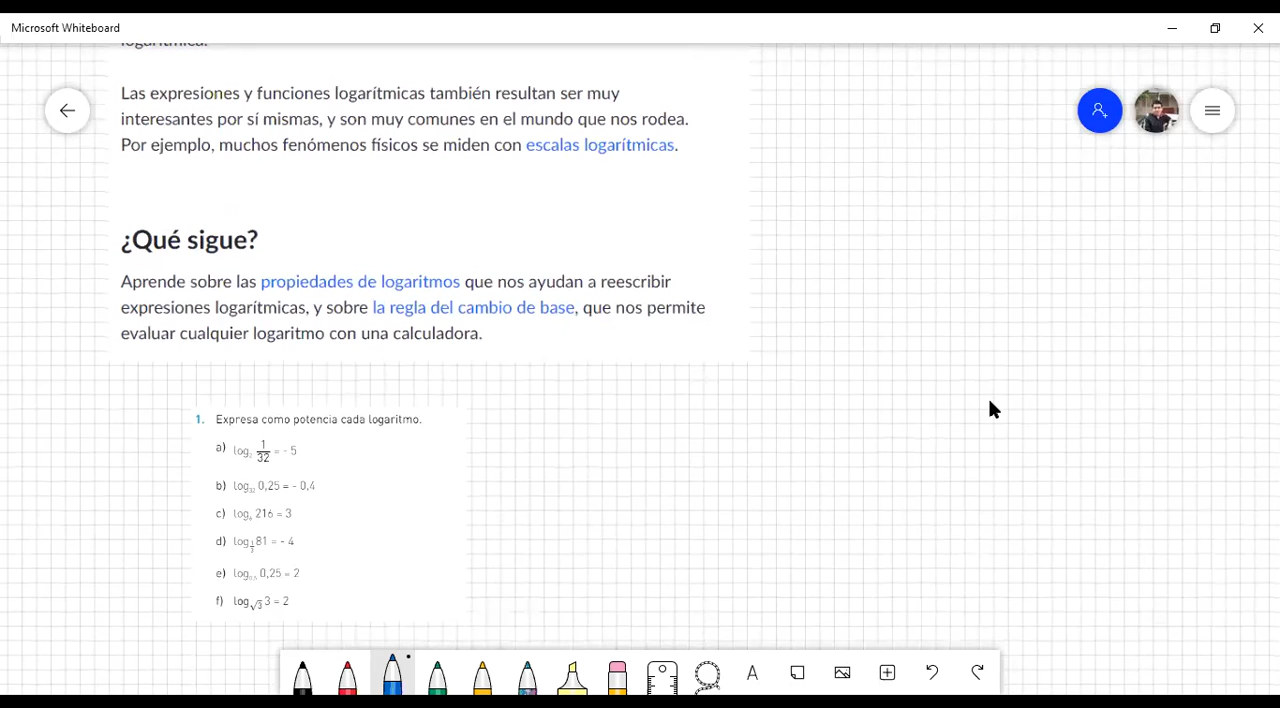 Microsoft Whiteboard
logarítmica.
Las expresiones y funciones logarítmicas también resultan ser muy
interesantes por sí mismas, y son muy comunes en el mundo que nos rodea.
Por ejemplo, muchos fenómenos físicos se miden con escalas logarítmicas.
¿Qué sigue?
Aprende sobre las propiedades de logaritmos que nos ayudan a reescribir
expresiones logarítmicas, y sobre la regla del cambio de base, que nos permite
evaluar cualquier logaritmo con una calculadora.
1. Expresa como potencia cada logaritmo.
a) log 1/32 = - 5
b) log 0,25 = - 0,4
c) log 216 = 3
d) log 81 = - 4
e) log 0,25 = 2
f) log√3 3 = 2
A